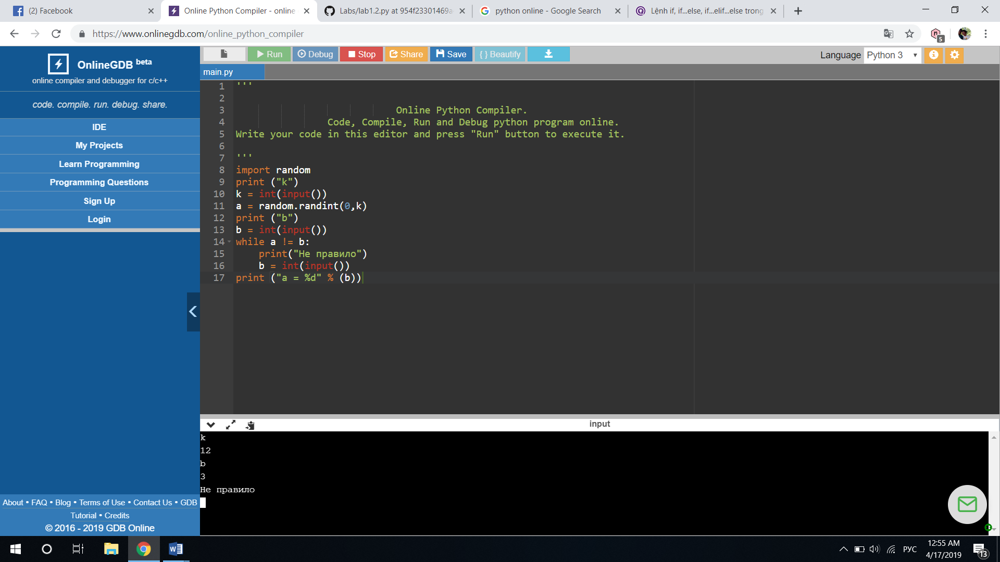 (2) Facebook
Online Python Compiler - online
Labs/lab1.2.py at 954f23301469a
python online - Google Search
Lệnh if, if...else, if...elif...else trong
https://www.onlinegdb.com/online_python_compiler
5
Run
Debug
Stop
Share
Save
{ } Beautify
Language
Python 3
OnlineGDB beta
online compiler and debugger for c/c++
code. compile. run. debug. share.
IDE
My Projects
Learn Programming
Programming Questions
Sign Up
Login
About • FAQ • Blog • Terms of Use • Contact Us • GDB
Tutorial • Credits
© 2016 - 2019 GDB Online
main.py
1 '''
2
3 Online Python Compiler.
4 Code, Compile, Run and Debug python program online.
5 Write your code in this editor and press "Run" button to execute it.
6
7 '''
8 import random
9 print ("k")
10 k = int(input())
11 a = random.randint(0,k)
12 print ("b")
13 b = int(input())
14 while a != b:
15     print("Не правило")
16     b = int(input())
17 print ("a = %d" % (b))
input
k
12
b
3
Не правило
W
РУС
12:55 AM
4/17/2019
13